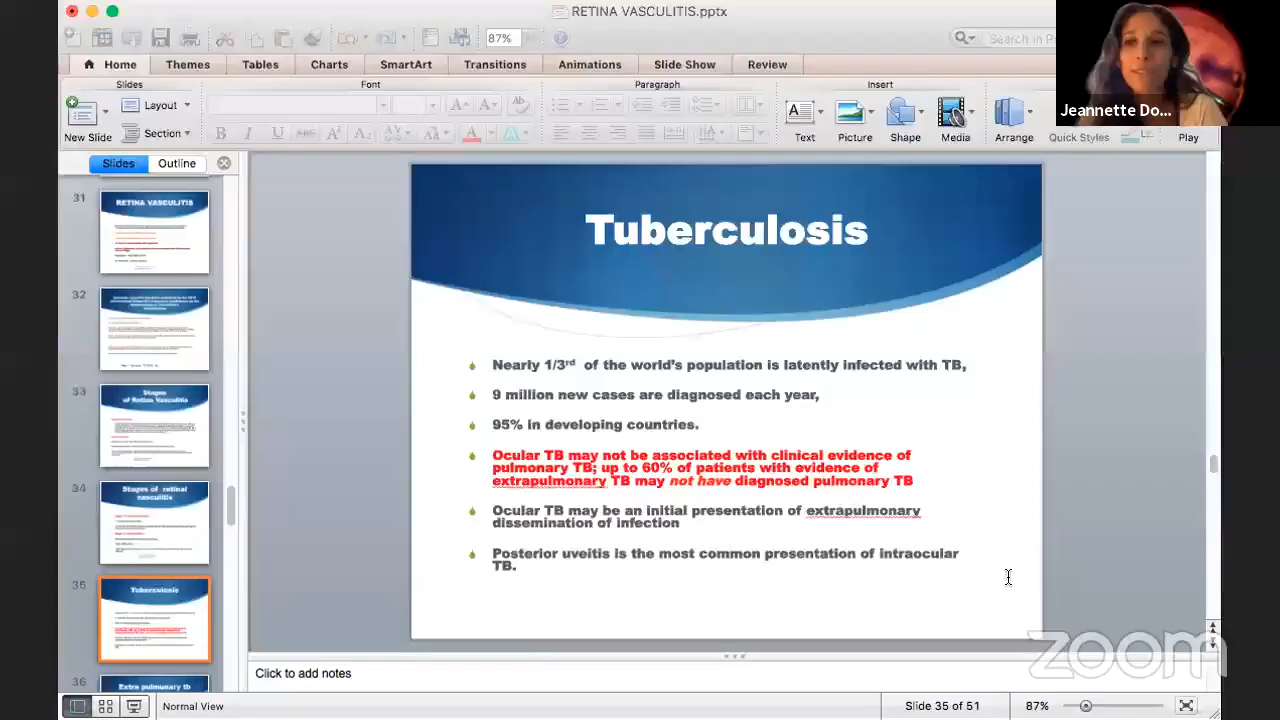 RETINA VASCULITIS.pptx
87%
Search in P
Home
Themes
Tables
Charts
SmartArt
Transitions
Animations
Slide Show
Review
Slides
Font
Paragraph
Insert
New Slide
Layout
Section
Text
Picture
Shape
Media
Arrange
Quick Styles
Play
Jeannette Do...
Slides
Outline
31
RETINA VASCULITIS
32
33
Stages
of Retina Vasculitis
34
Stages of retinal
vasculitis
35
Tuberculosis
36
Extra pulmunary tb
Tuberculosis
Nearly 1/3rd of the world's population is latently infected with TB,
9 million new cases are diagnosed each year,
95% in developing countries.
Ocular TB may not be associated with clinical evidence of
pulmonary TB; up to 60% of patients with evidence of
extrapulmonary TB may not have diagnosed pulmonary TB
Ocular TB may be an initial presentation of extrapulmonary
dissemination of infection
Posterior uveitis is the most common presentation of intraocular
TB.
zoom
Click to add notes
Normal View
Slide 35 of 51
87%